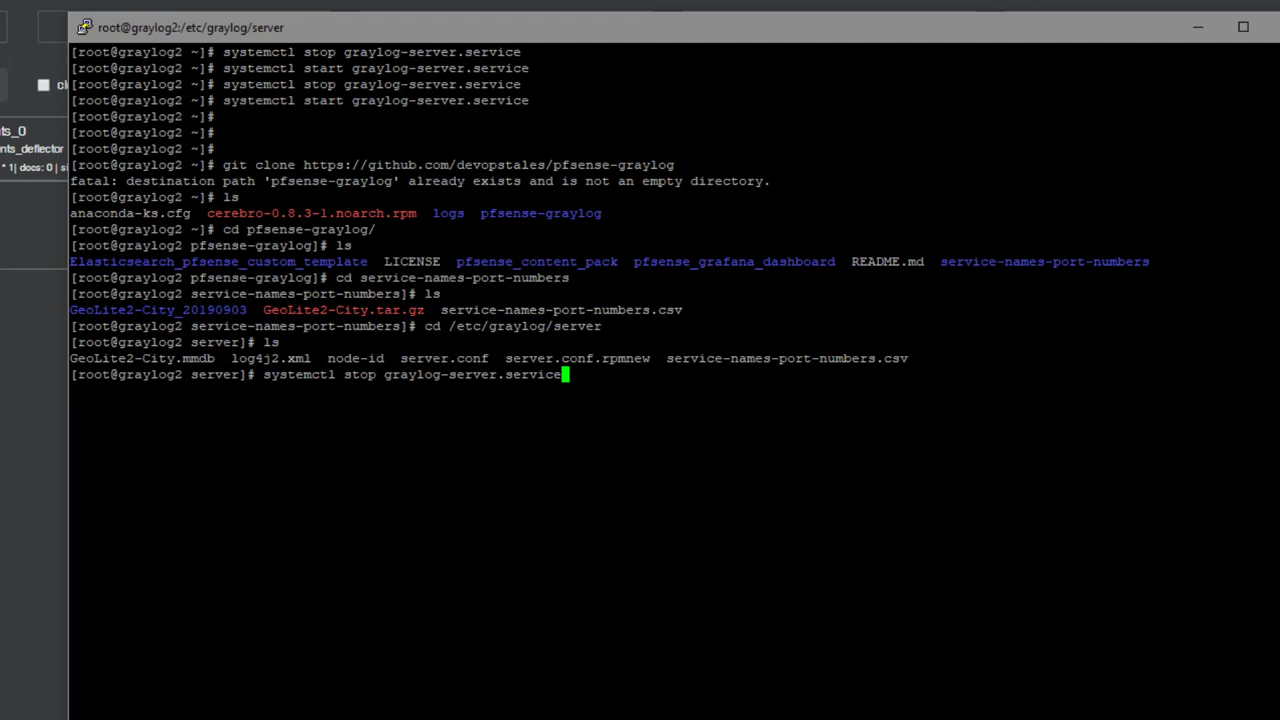 root@graylog2:/etc/graylog/server
[root@graylog2 ~]# systemctl stop graylog-server.service
[root@graylog2 ~]# systemctl start graylog-server.service
[root@graylog2 ~]# systemctl stop graylog-server.service
[root@graylog2 ~]# systemctl start graylog-server.service
[root@graylog2 ~]#
[root@graylog2 ~]#
[root@graylog2 ~]#
[root@graylog2 ~]# git clone https://github.com/devopstales/pfsense-graylog
fatal: destination path 'pfsense-graylog' already exists and is not an empty directory.
[root@graylog2 ~]# ls
anaconda-ks.cfg cerebro-0.8.3-1.noarch.rpm logs pfsense-graylog
[root@graylog2 ~]# cd pfsense-graylog/
[root@graylog2 pfsense-graylog]# ls
Elasticsearch_pfsense_custom_template LICENSE pfsense_content_pack pfsense_grafana_dashboard README.md service-names-port-numbers
[root@graylog2 pfsense-graylog]# cd service-names-port-numbers
[root@graylog2 service-names-port-numbers]# ls
GeoLite2-City_20190903 GeoLite2-City.tar.gz service-names-port-numbers.csv
[root@graylog2 service-names-port-numbers]# cd /etc/graylog/server
[root@graylog2 server]# ls
GeoLite2-City.mmdb log4j2.xml node-id server.conf server.conf.rpmnew service-names-port-numbers.csv
[root@graylog2 server]# systemctl stop graylog-server.service
cl
ts_0
ents_deflector
* 1| docs: 0 | si